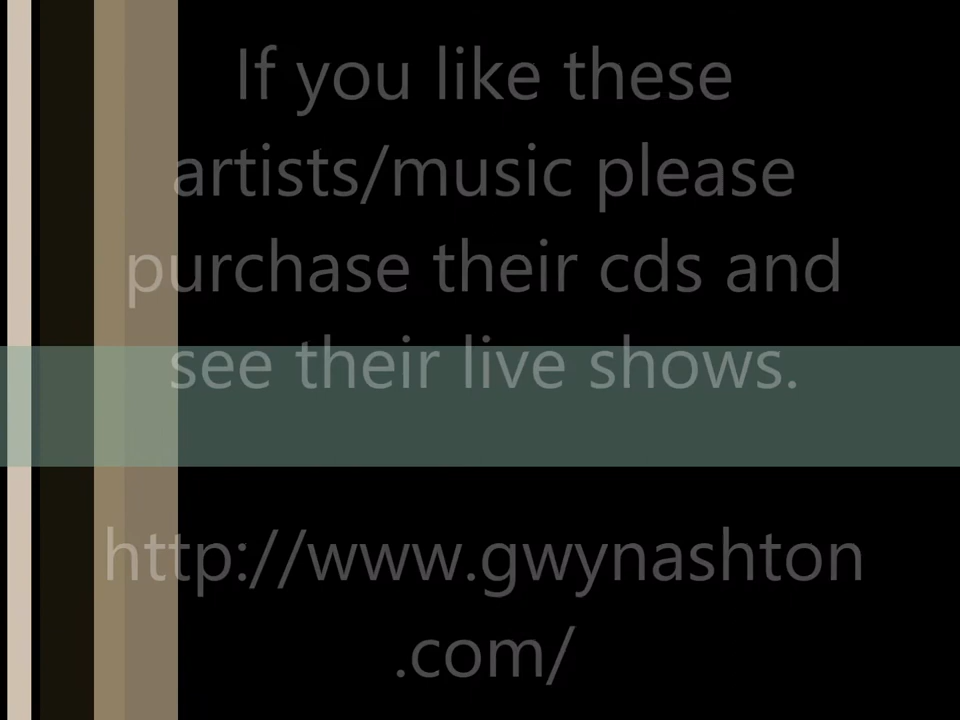 If you like these
artists/music please
purchase their cds and
see their live shows.
http://www.gwynashton
.com/